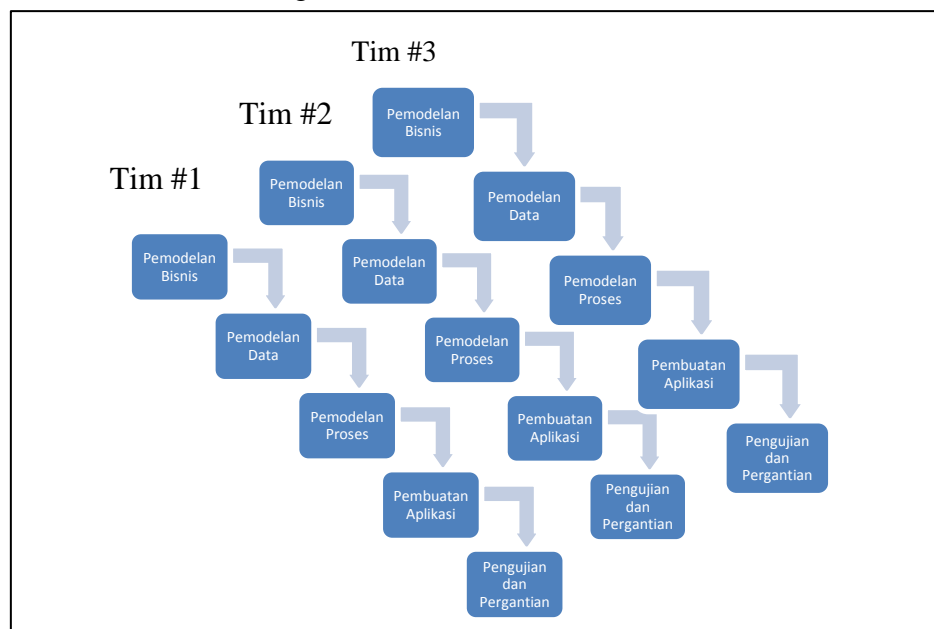 Tim #3
Pemodelan
Bisnis
Pemodelan
Data
Pemodelan
Proses
Pembuatan
Aplikasi
Pengujian
dan
Pergantian
Tim #2
Pemodelan
Bisnis
Pemodelan
Data
Pemodelan
Proses
Pembuatan
Aplikasi
Pengujian
dan
Pergantian
Tim #1
Pemodelan
Bisnis
Pemodelan
Data
Pemodelan
Proses
Pembuatan
Aplikasi
Pengujian
dan
Pergantian